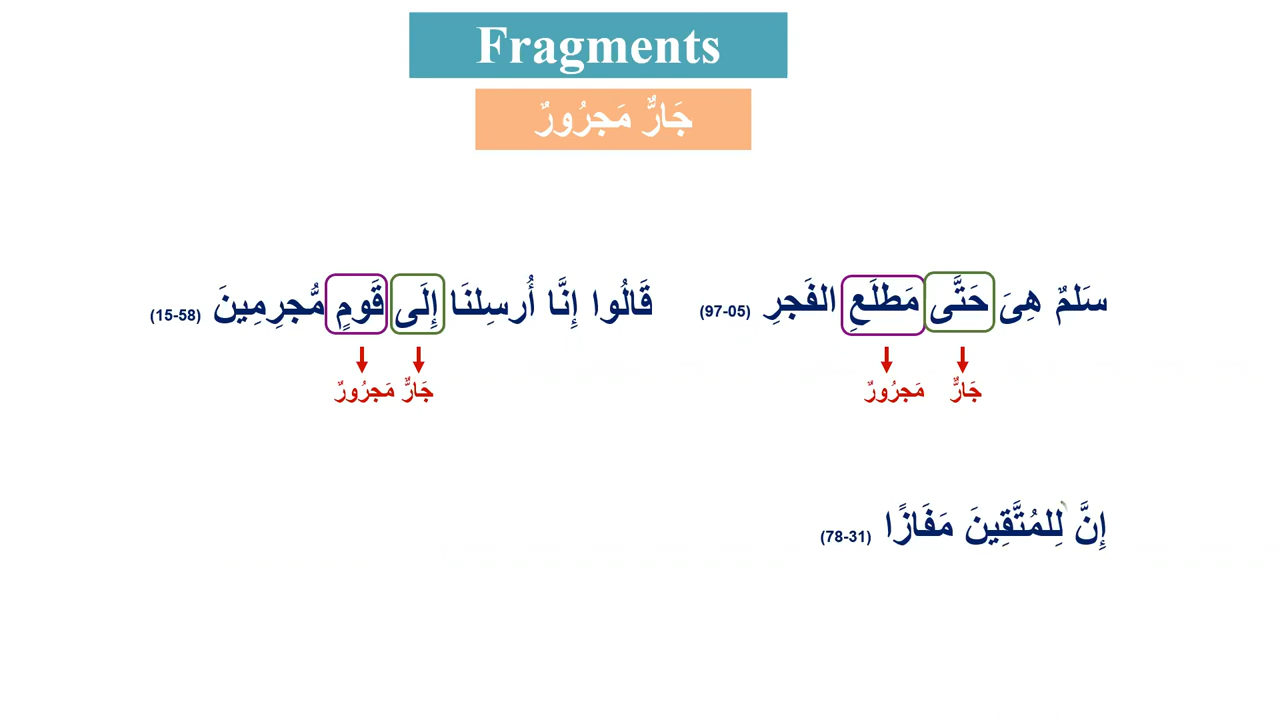 Fragments
جَارٌّ مَجرُورٌ
سَلَمٌ هِىَ حَتَّى مَطلَعِ الفَجرِ (97-05)
جَارٌّ مَجرُورٌ
قَالُوا إِنَّا أُرسِلنَا إِلَى قَومٍ مُّجرِمِينَ (15-58)
جَارٌّ مَجرُورٌ
إِنَّ لِلمُتَّقِينَ مَفَازًا (78-31)